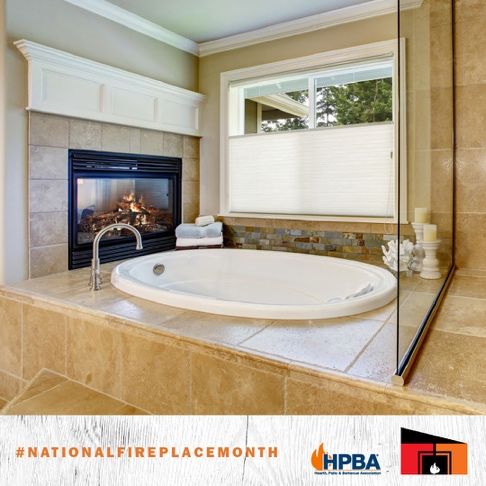 #NATIONALFIREPLACEMONTH
HPBA
Hearth, Patio & Barbecue Association